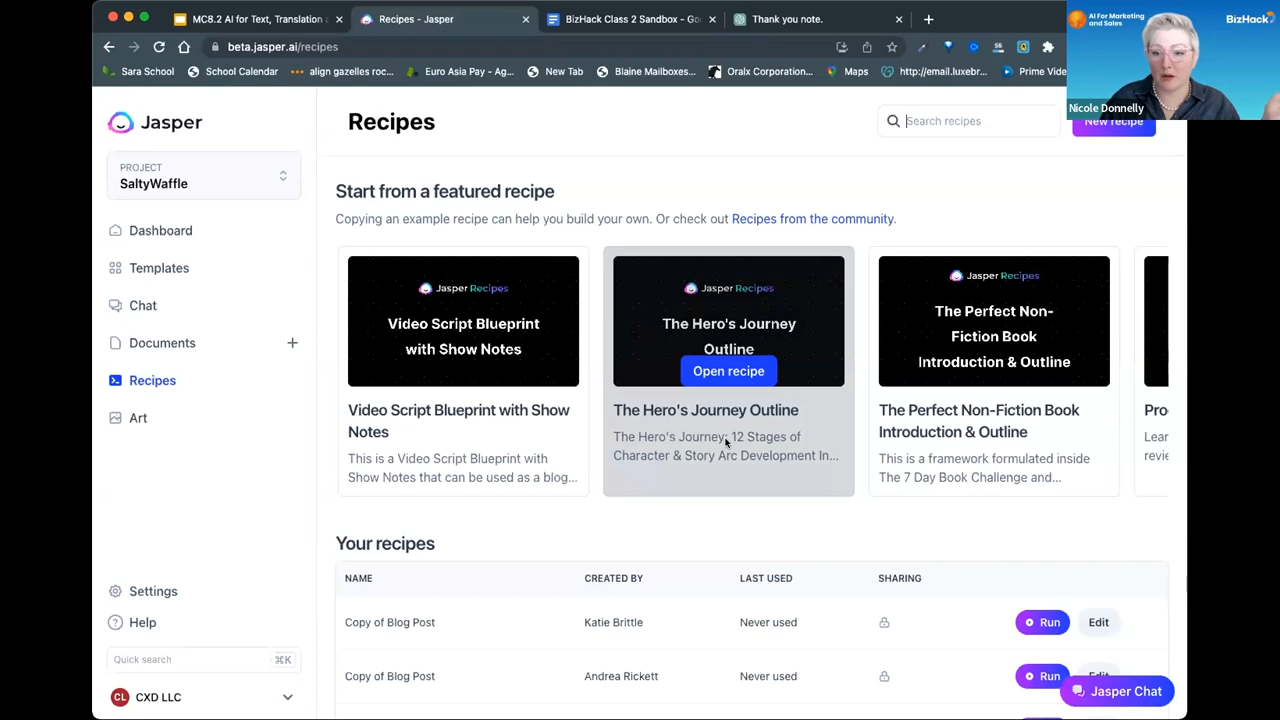 MC8.2 AI for Text, Translation
Recipes - Jasper
BizHack Class 2 Sandbox - Go
Thank you note.
beta.jasper.ai/recipes
Sara School
School Calendar
align gazelles roc...
Euro Asia Pay - Ag...
New Tab
Blaine Mailboxes...
Oralx Corporation...
Maps
http://email.luxebr...
Prime Video
AI For Marketing
and Sales
BizHack
Nicole Donnelly
Jasper
PROJECT
SaltyWaffle
Dashboard
Templates
Chat
Documents
Recipes
Art
Settings
Help
Quick search
⌘K
CL
CXD LLC
Recipes
Search recipes
New recipe
Start from a featured recipe
Copying an example recipe can help you build your own. Or check out Recipes from the community.
Jasper Recipes
Video Script Blueprint
with Show Notes
Video Script Blueprint with Show
Notes
This is a Video Script Blueprint with
Show Notes that can be used as a blog...
Jasper Recipes
The Hero's Journey
Outline
Open recipe
The Hero's Journey Outline
The Hero's Journey: 12 Stages of
Character & Story Arc Development In...
Jasper Recipes
The Perfect Non-
Fiction Book
Introduction & Outline
The Perfect Non-Fiction Book
Introduction & Outline
This is a framework formulated inside
The 7 Day Book Challenge and...
Pro
Lear
revie
Your recipes
NAME CREATED BY LAST USED SHARING
Copy of Blog Post Katie Brittle Never used Run Edit
Copy of Blog Post Andrea Rickett Never used Run Edit
Jasper Chat